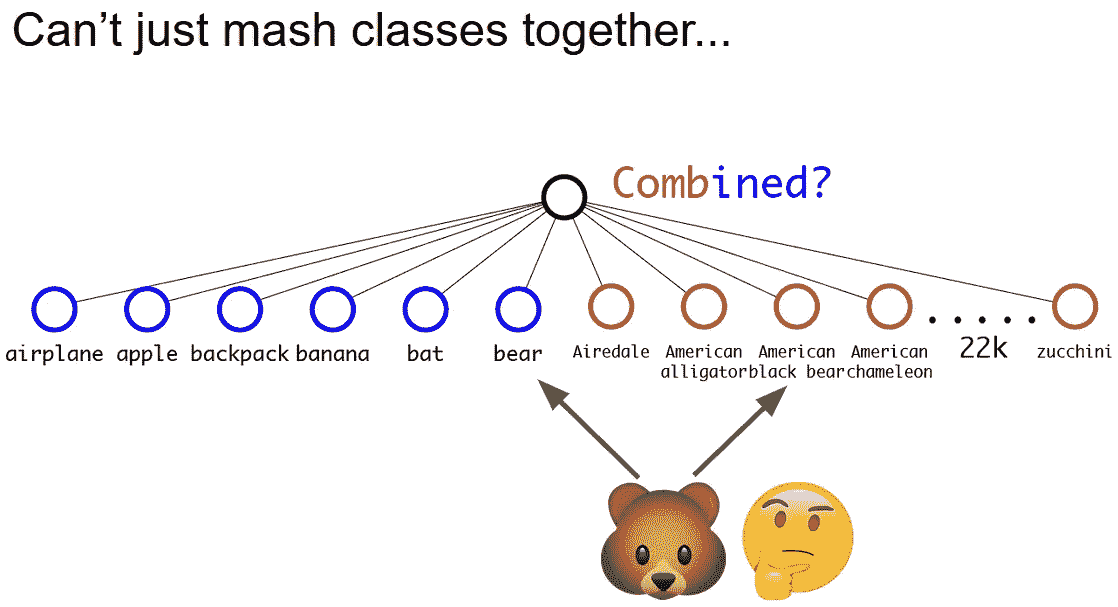 Can't just mash classes together...
Combined?
airplane apple backpack banana bat bear Airedale American American American 22k zucchini
alligator black bear chameleon